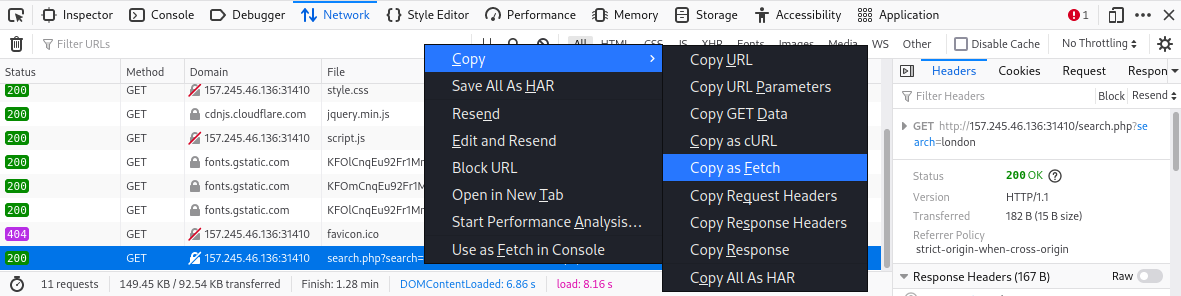 Inspector Console Debugger Network Style Editor Performance Memory Storage Accessibility Application 1
Filter URLs All HTML CSS JS XHR Fonts Images Media WS Other Disable Cache No Throttling
Status Method Domain File
200 GET 157.245.46.136:31410 style.css
200 GET cdnjs.cloudflare.com jquery.min.js
200 GET 157.245.46.136:31410 script.js
200 GET fonts.gstatic.com KFOlCnqEu92Fr1Mn
200 GET fonts.gstatic.com KFOmCnqEu92Fr1M
200 GET fonts.gstatic.com KFOlCnqEu92Fr1Mn
404 GET 157.245.46.136:31410 favicon.ico
200 GET 157.245.46.136:31410 search.php?search=
11 requests 149.45 KB / 92.54 KB transferred Finish: 1.28 min DOMContentLoaded: 6.86 s load: 8.16 s
Copy
Save All As HAR
Resend
Edit and Resend
Block URL
Open in New Tab
Start Performance Analysis…
Use as Fetch in Console
Copy URL
Copy URL Parameters
Copy GET Data
Copy as cURL
Copy as Fetch
Copy Request Headers
Copy Response Headers
Copy Response
Copy All As HAR
Headers Cookies Request Respon
Filter Headers Block Resend
GET http://157.245.46.136:31410/search.php?se
arch=london
Status 200 OK
Version HTTP/1.1
Transferred 182 B (15 B size)
Referrer Policy
strict-origin-when-cross-origin
Response Headers (167 B) Raw